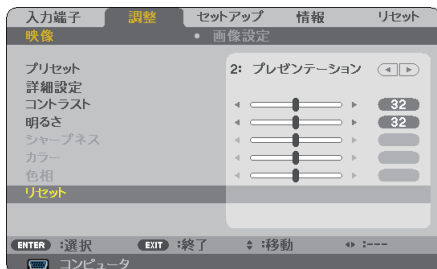 入力端子 調整 セットアップ 情報 リセット
映像 • 画像設定
プリセット 2: プレゼンテーション
詳細設定
コントラスト 32
明るさ 32
シャープネス
カラー
色相
リセット
ENTER :選択 EXIT :終了 :移動 :---
コンピュータ